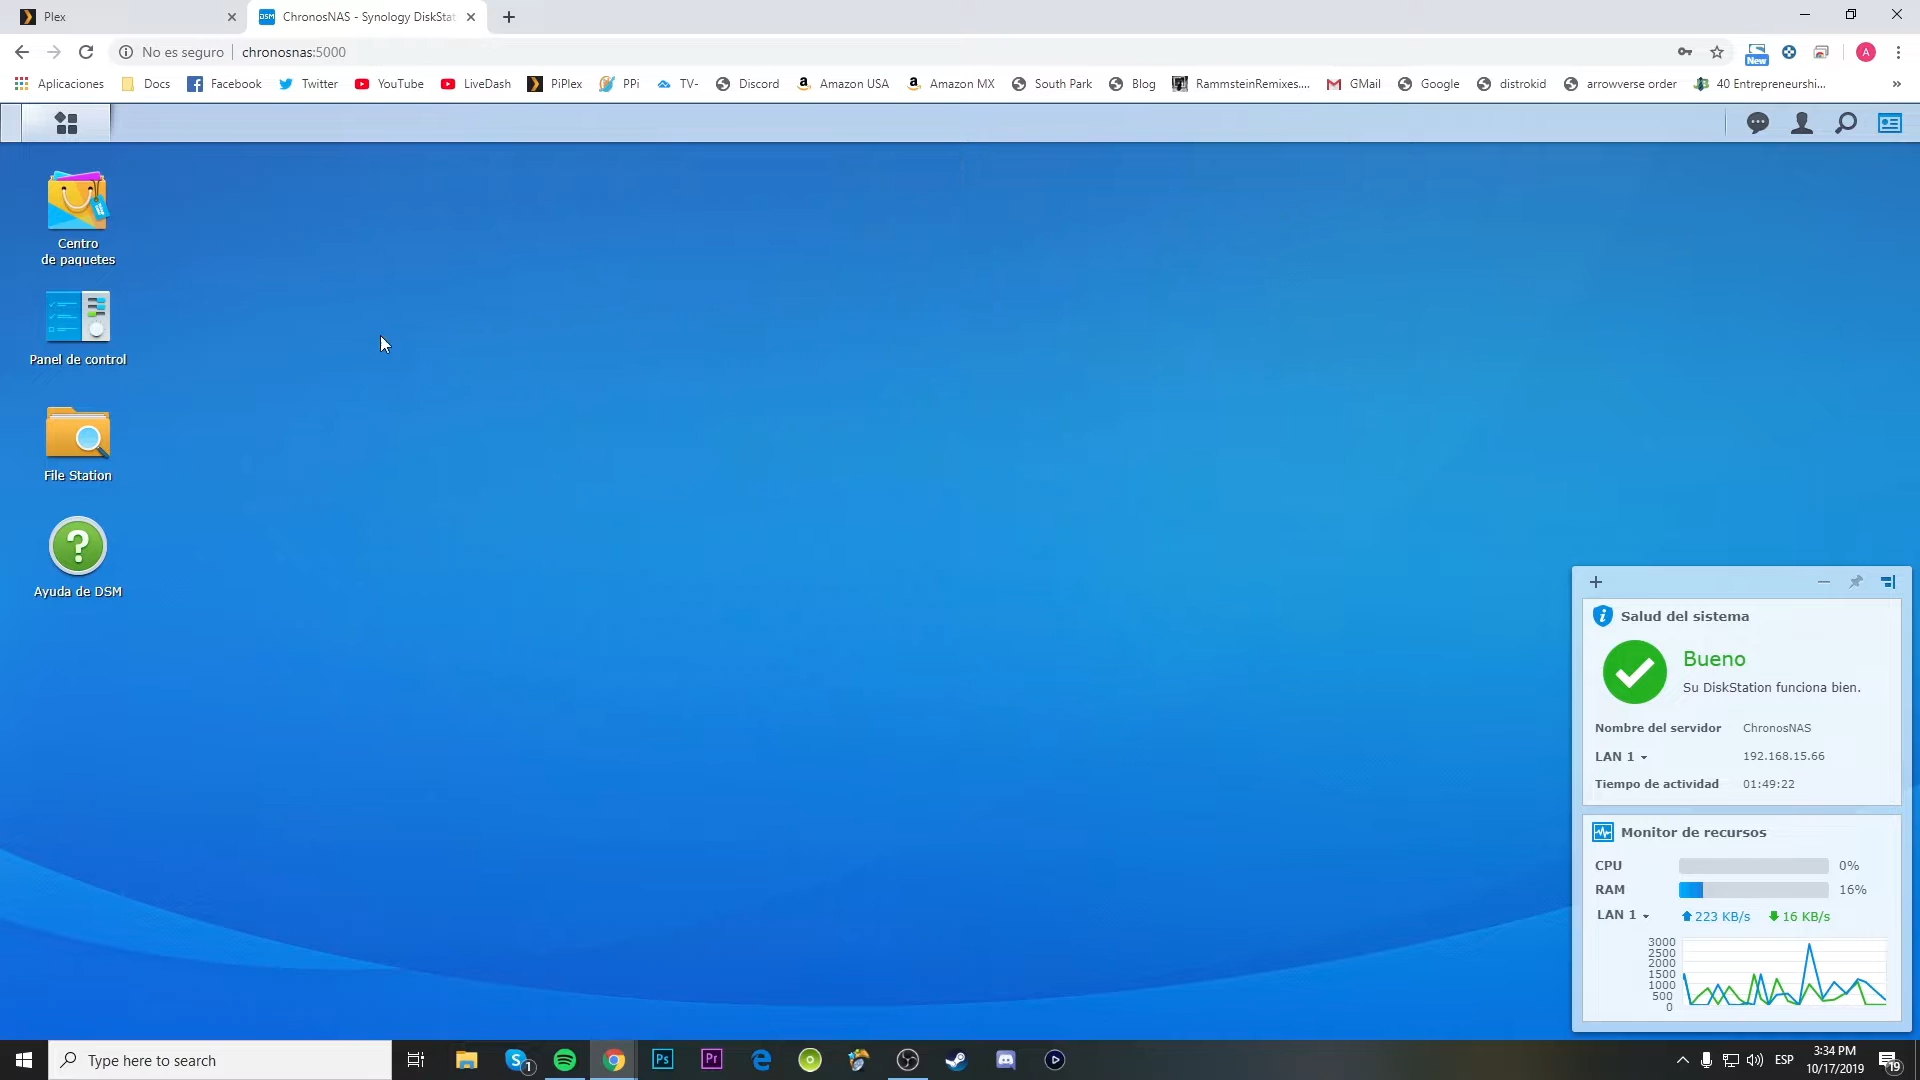 Plex
ChronosNAS - Synology DiskStat
No es seguro
chronosnas:5000
New
A
Aplicaciones
Docs
Facebook
Twitter
YouTube
LiveDash
PiPlex
PPi
TV-
Discord
Amazon USA
Amazon MX
South Park
Blog
RammsteinRemixes....
GMail
Google
distrokid
arrowverse order
40 Entrepreneurshi...
»
Centro
de paquetes
Panel de control
File Station
Ayuda de DSM
Salud del sistema
Bueno
Su DiskStation funciona bien.
Nombre del servidor ChronosNAS
LAN 1 192.168.15.66
Tiempo de actividad 01:49:22
Monitor de recursos
CPU 0%
RAM 16%
LAN 1 223 KB/s 16 KB/s
3000
2500
2000
1500
1000
500
0
Type here to search
1
Ps
Pr
ESP
3:34 PM
10/17/2019
19